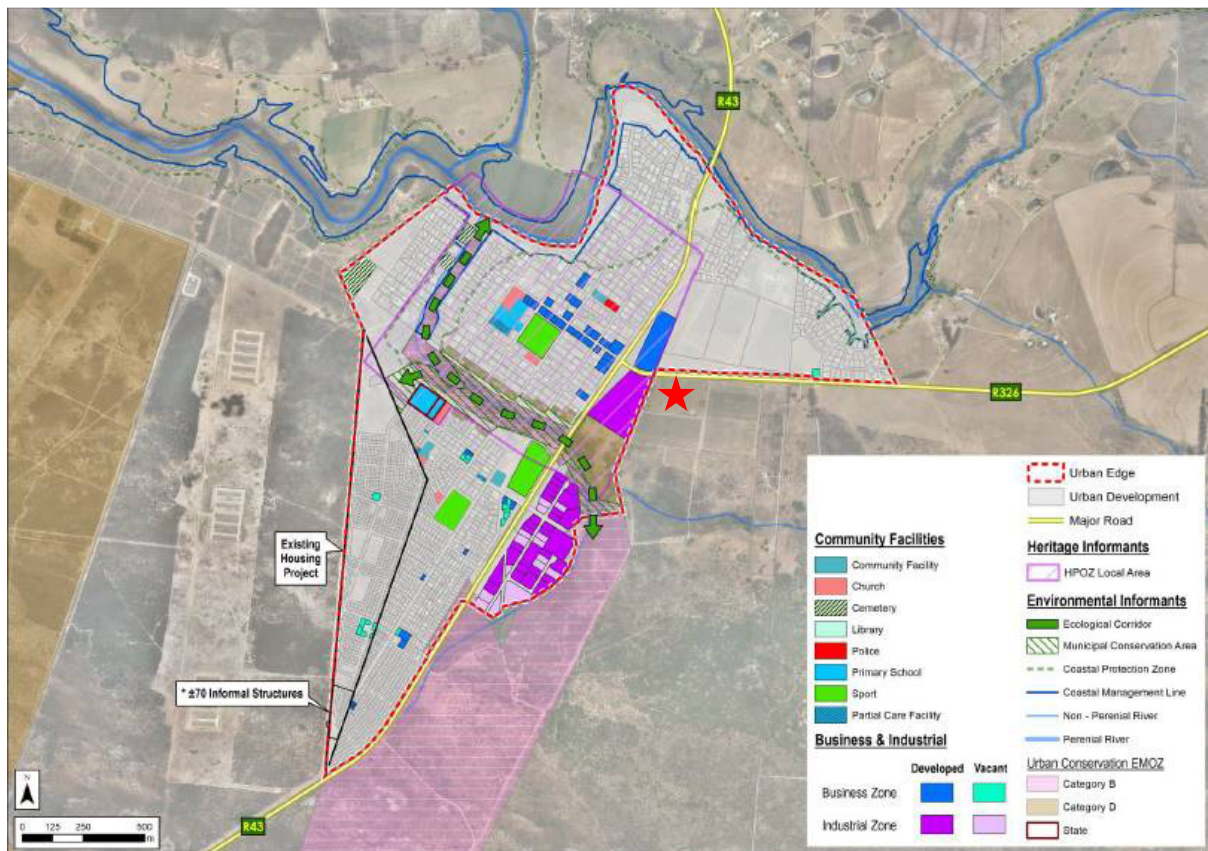 R43
R326
Existing
Housing
Project
* ±70 Informal Structures
R43
N
0 125 250 500
m
Urban Edge
Urban Development
Major Road
Heritage Informants
HPOZ Local Area
Environmental Informants
Ecological Corridor
Municipal Conservation Area
Coastal Protection Zone
Coastal Management Line
Non - Perenial River
Perenial River
Urban Conservation EMOZ
Category B
Category D
State
Community Facilities
Community Facility
Church
Cemetery
Library
Police
Primary School
Sport
Partial Care Facility
Business & Industrial
Developed Vacant
Business Zone
Industrial Zone